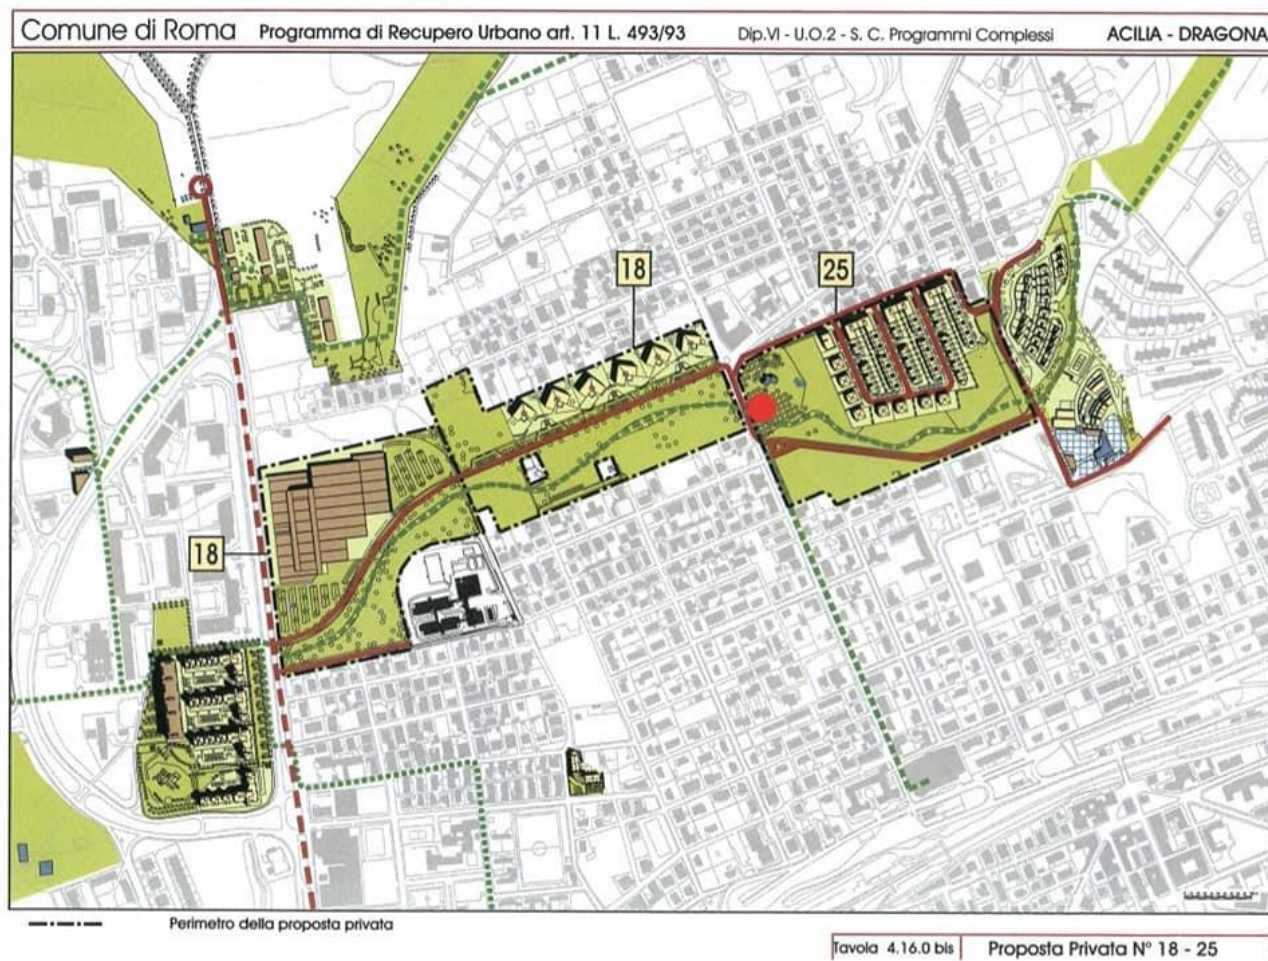 Comune di Roma Programma di Recupero Urbano art. 11 L. 493/93 Dip.VI - U.O.2 - S. C. Programmi Complessi ACILIA - DRAGONA
18
25
18
Perimetro della proposta privata
Tavola 4.16.0 bis Proposta Privata N° 18 - 25